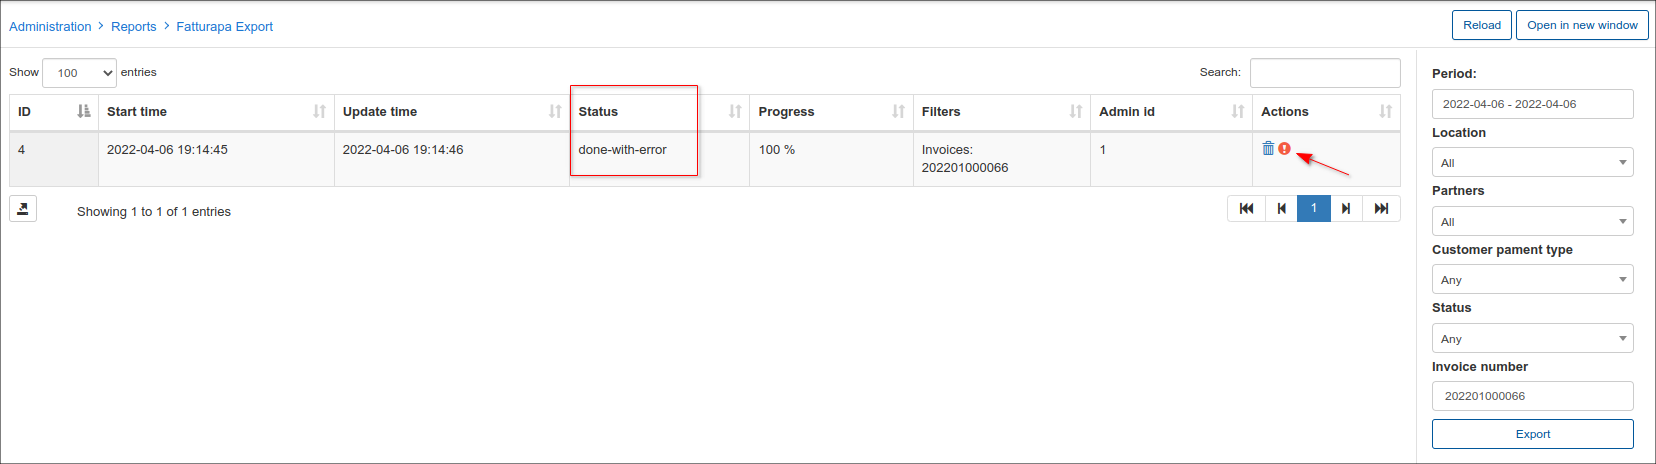 Administration > Reports > Fatturapa Export
Reload
Open in new window
Show 100 entries
Search:
ID Start time Update time Status Progress Filters Admin id Actions
4 2022-04-06 19:14:45 2022-04-06 19:14:46 done-with-error 100 % Invoices: 1
202201000066
Showing 1 to 1 of 1 entries
1
Period:
2022-04-06 - 2022-04-06
Location
All
Partners
All
Customer pament type
Any
Status
Any
Invoice number
202201000066
Export